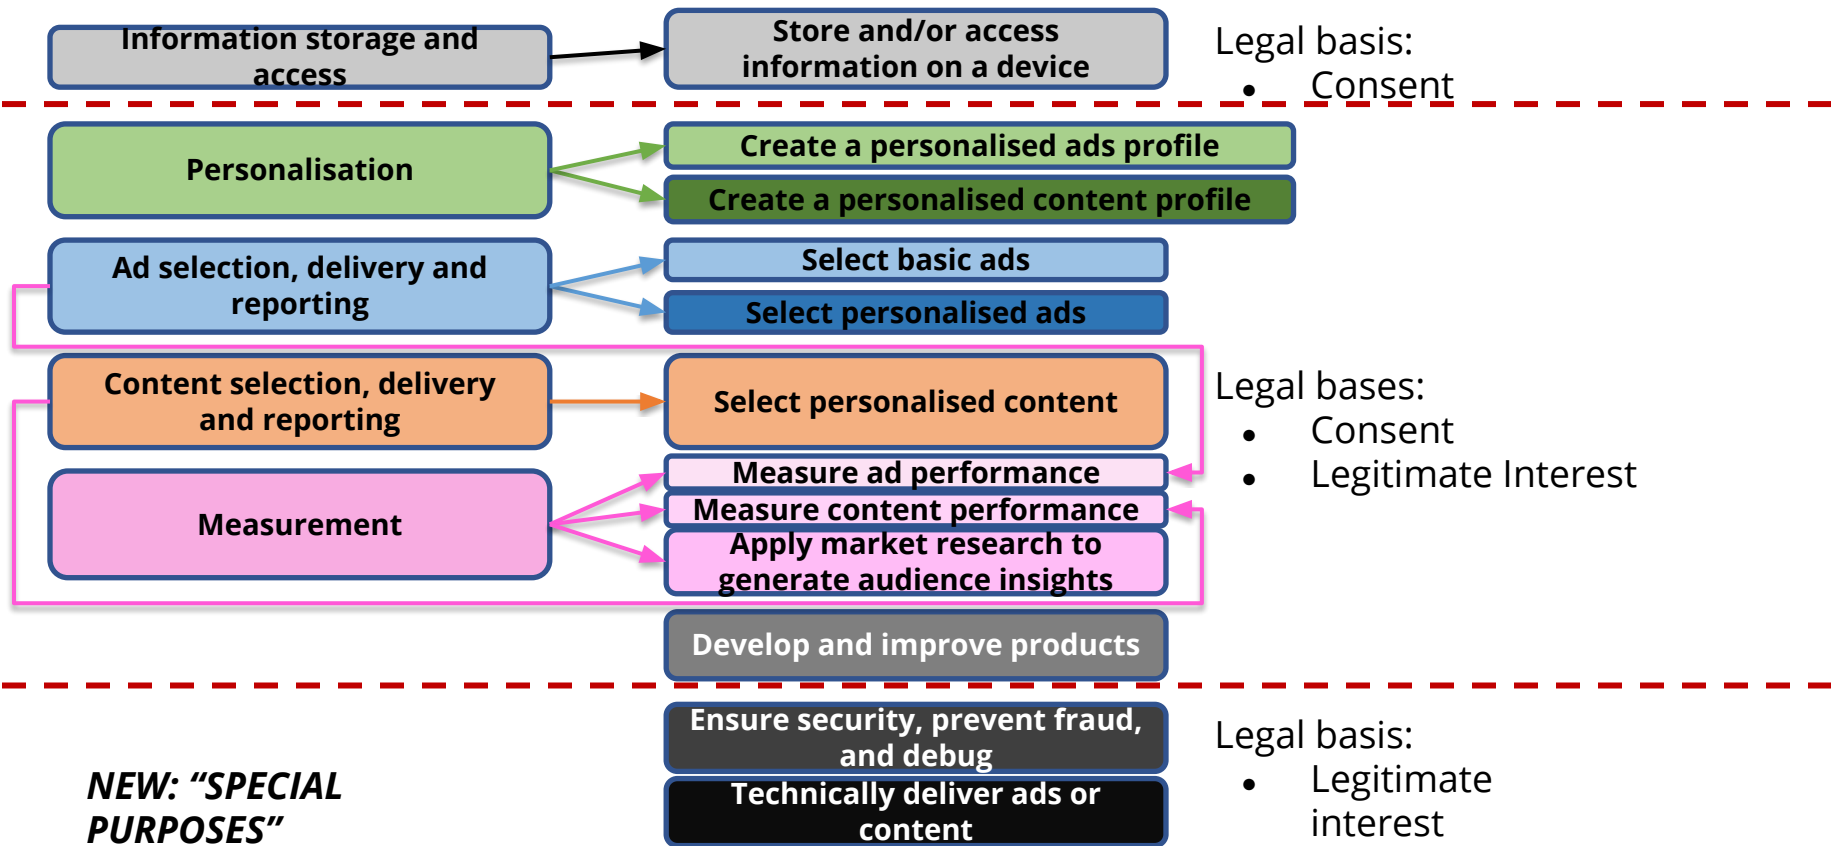 Information storage and
access
Store and/or access
information on a device
Legal basis:
• Consent
Personalisation
Create a personalised ads profile
Create a personalised content profile
Ad selection, delivery and
reporting
Select basic ads
Select personalised ads
Content selection, delivery
and reporting
Select personalised content
Legal bases:
• Consent
• Legitimate Interest
Measurement
Measure ad performance
Measure content performance
Apply market research to
generate audience insights
Develop and improve products
Ensure security, prevent fraud,
and debug
Technically deliver ads or
content
Legal basis:
• Legitimate
interest
NEW: “SPECIAL
PURPOSES”